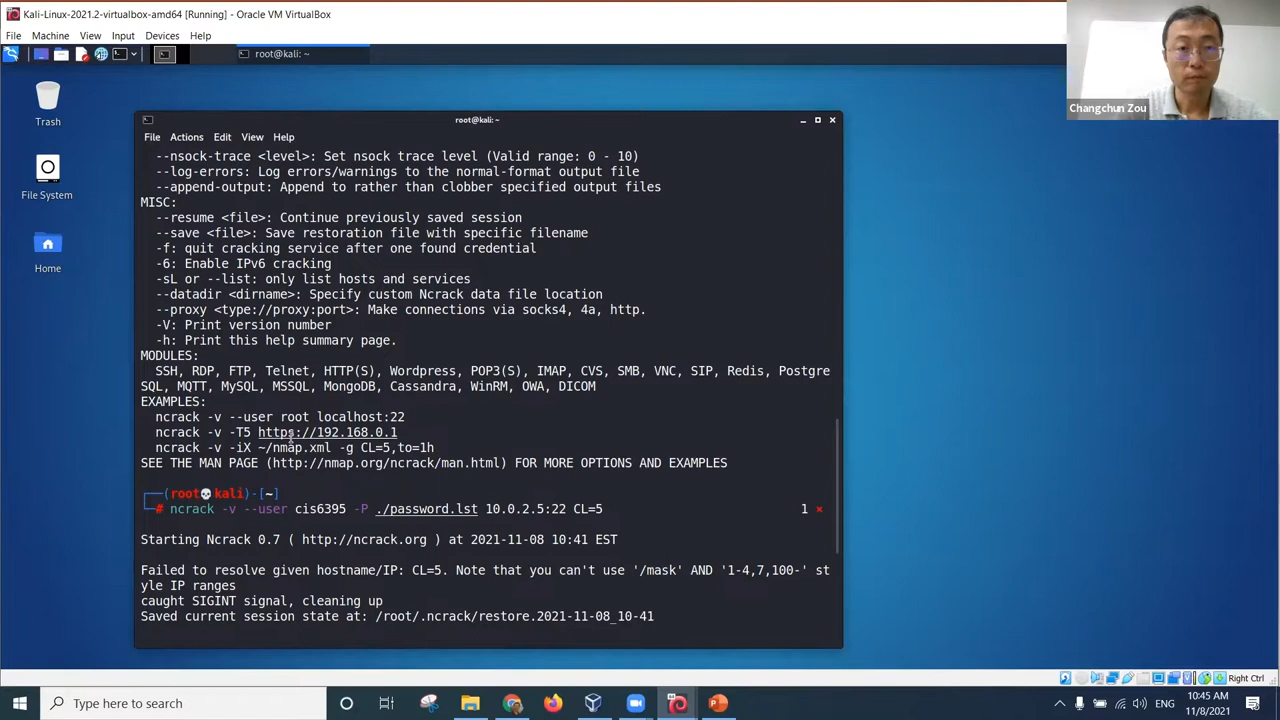 Kali-Linux-2021.2-virtualbox-amd64 [Running] - Oracle VM VirtualBox
File Machine View Input Devices Help
root@kali: ~
Changchun Zou
Trash
File System
Home
root@kali: ~
File Actions Edit View Help
--nsock-trace <level>: Set nsock trace level (Valid range: 0 - 10)
--log-errors: Log errors/warnings to the normal-format output file
--append-output: Append to rather than clobber specified output files
MISC:
--resume <file>: Continue previously saved session
--save <file>: Save restoration file with specific filename
-f: quit cracking service after one found credential
-6: Enable IPv6 cracking
-sL or --list: only list hosts and services
--datadir <dirname>: Specify custom Ncrack data file location
--proxy <type://proxy:port>: Make connections via socks4, 4a, http.
-V: Print version number
-h: Print this help summary page.
MODULES:
SSH, RDP, FTP, Telnet, HTTP(S), Wordpress, POP3(S), IMAP, CVS, SMB, VNC, SIP, Redis, Postgre
SQL, MQTT, MySQL, MSSQL, MongoDB, Cassandra, WinRM, OWA, DICOM
EXAMPLES:
ncrack -v --user root localhost:22
ncrack -v -T5 https://192.168.0.1
ncrack -v -iX ~/nmap.xml -g CL=5,to=1h
SEE THE MAN PAGE (http://nmap.org/ncrack/man.html) FOR MORE OPTIONS AND EXAMPLES
(root💀kali)-[~]
# ncrack -v --user cis6395 -P ./password.lst 10.0.2.5:22 CL=5 1 ⨯
Starting Ncrack 0.7 ( http://ncrack.org ) at 2021-11-08 10:41 EST
Failed to resolve given hostname/IP: CL=5. Note that you can't use '/mask' AND '1-4,7,100-' st
yle IP ranges
caught SIGINT signal, cleaning up
Saved current session state at: /root/.ncrack/restore.2021-11-08_10-41
Right Ctrl
Type here to search
ENG
10:45 AM
11/8/2021